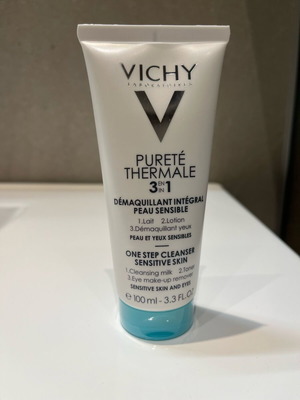 VICHY
LABORATOIRES
V
PURETÉ
THERMALE
3 EN IN 1
DÉMAQUILLANT INTÉGRAL
PEAU SENSIBLE
1.Lait 2.Lotion
3.Démaquillant yeux
PEAU ET YEUX SENSIBLES
ONE STEP CLEANSER
SENSITIVE SKIN
1.Cleansing milk 2.Toner
3.Eye make-up remover
SENSITIVE SKIN AND EYES
℮ 100 ml - 3.3 FL.OZ